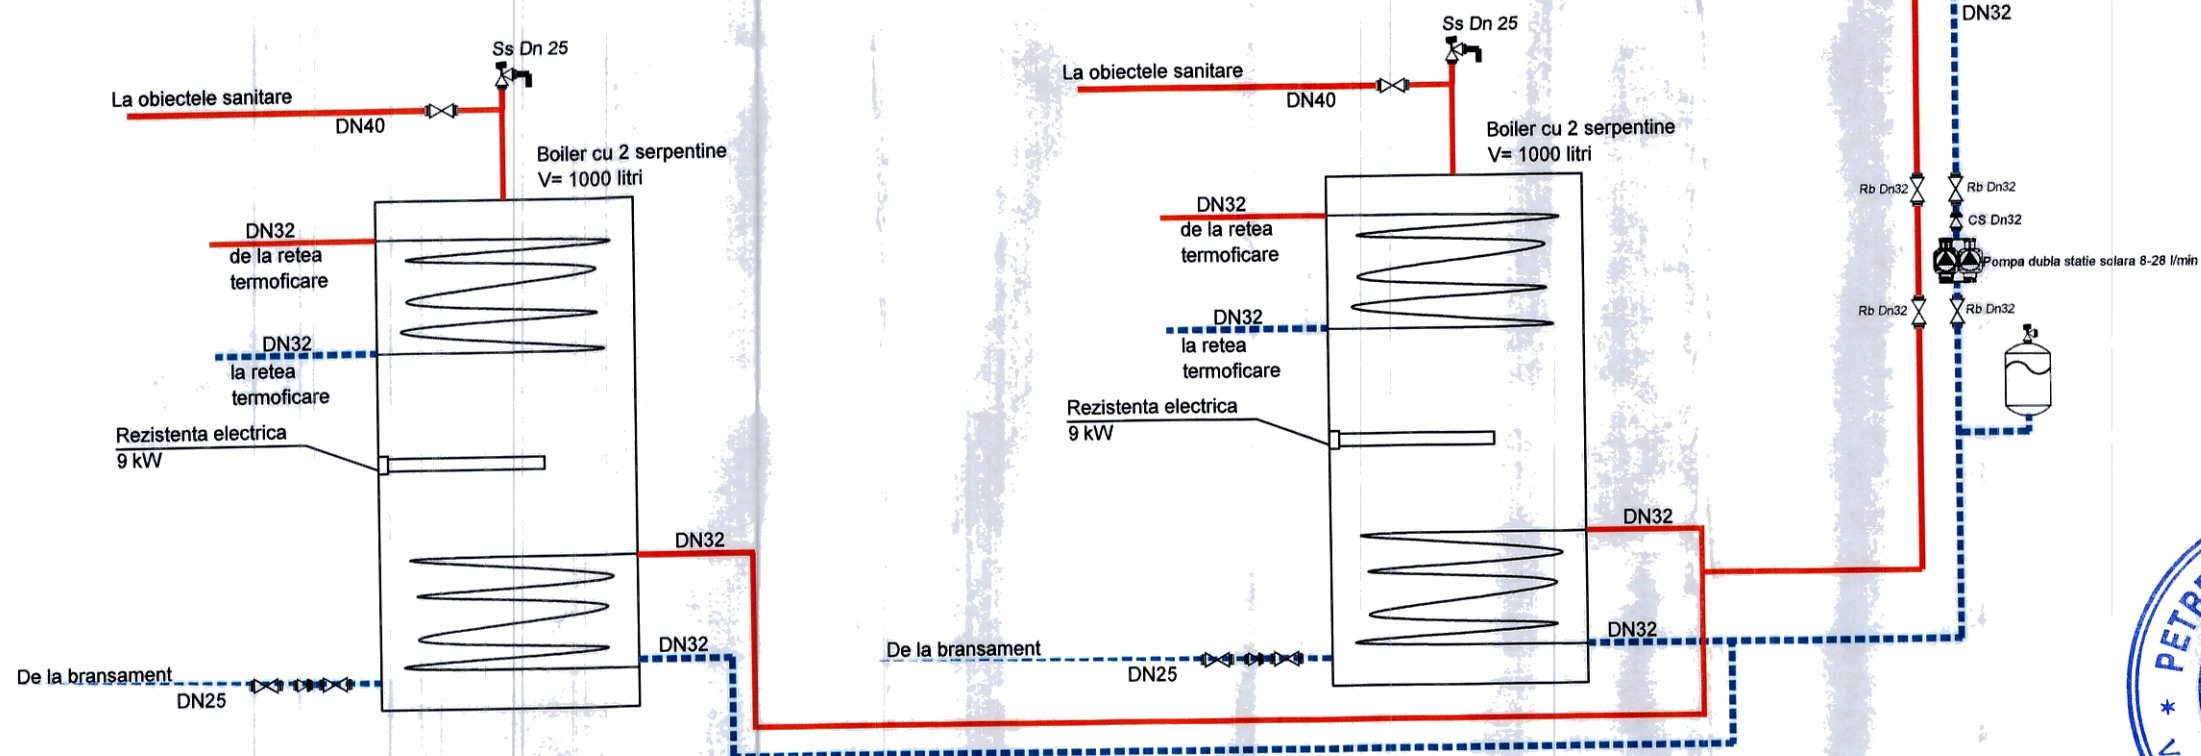 Ss Dn 25
La obiectele sanitare
DN40
Boiler cu 2 serpentine
V= 1000 litri
DN32
de la retea
termoficare
DN32
la retea
termoficare
Rezistenta electrica
9 kW
DN32
DN32
De la bransament
DN25
Ss Dn 25
La obiectele sanitare
DN40
Boiler cu 2 serpentine
V= 1000 litri
DN32
de la retea
termoficare
DN32
la retea
termoficare
Rezistenta electrica
9 kW
DN32
DN32
De la bransament
DN25
DN32
Rb Dn32
Rb Dn32
CS Dn32
Pompa dubla statie solara 8-28 l/min
Rb Dn32
Rb Dn32